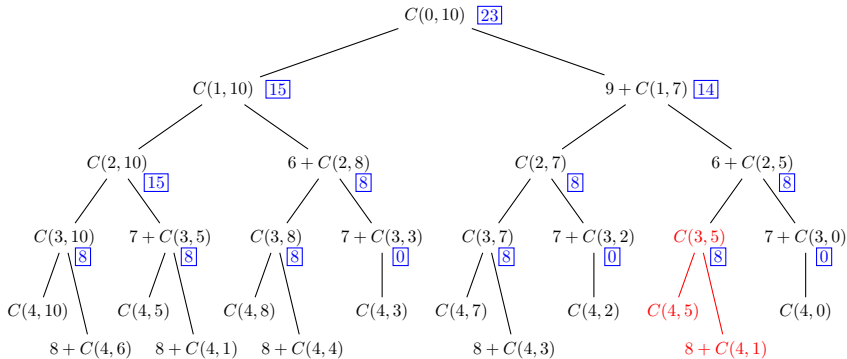 C(0, 10) 23
C(1, 10) 15 9 + C(1, 7) 14
C(2, 10) 6 + C(2, 8) C(2, 7) 6 + C(2, 5)
15 8 8 8
C(3, 10) 7 + C(3, 5) C(3, 8) 7 + C(3, 3) C(3, 7) 7 + C(3, 2) C(3, 5) 7 + C(3, 0)
8 8 8 0 8 0 8 0
C(4, 10) C(4, 5) C(4, 8) C(4, 3) C(4, 7) C(4, 2) C(4, 5) C(4, 0)
8 + C(4, 6) 8 + C(4, 1) 8 + C(4, 4) 8 + C(4, 3) 8 + C(4, 1)